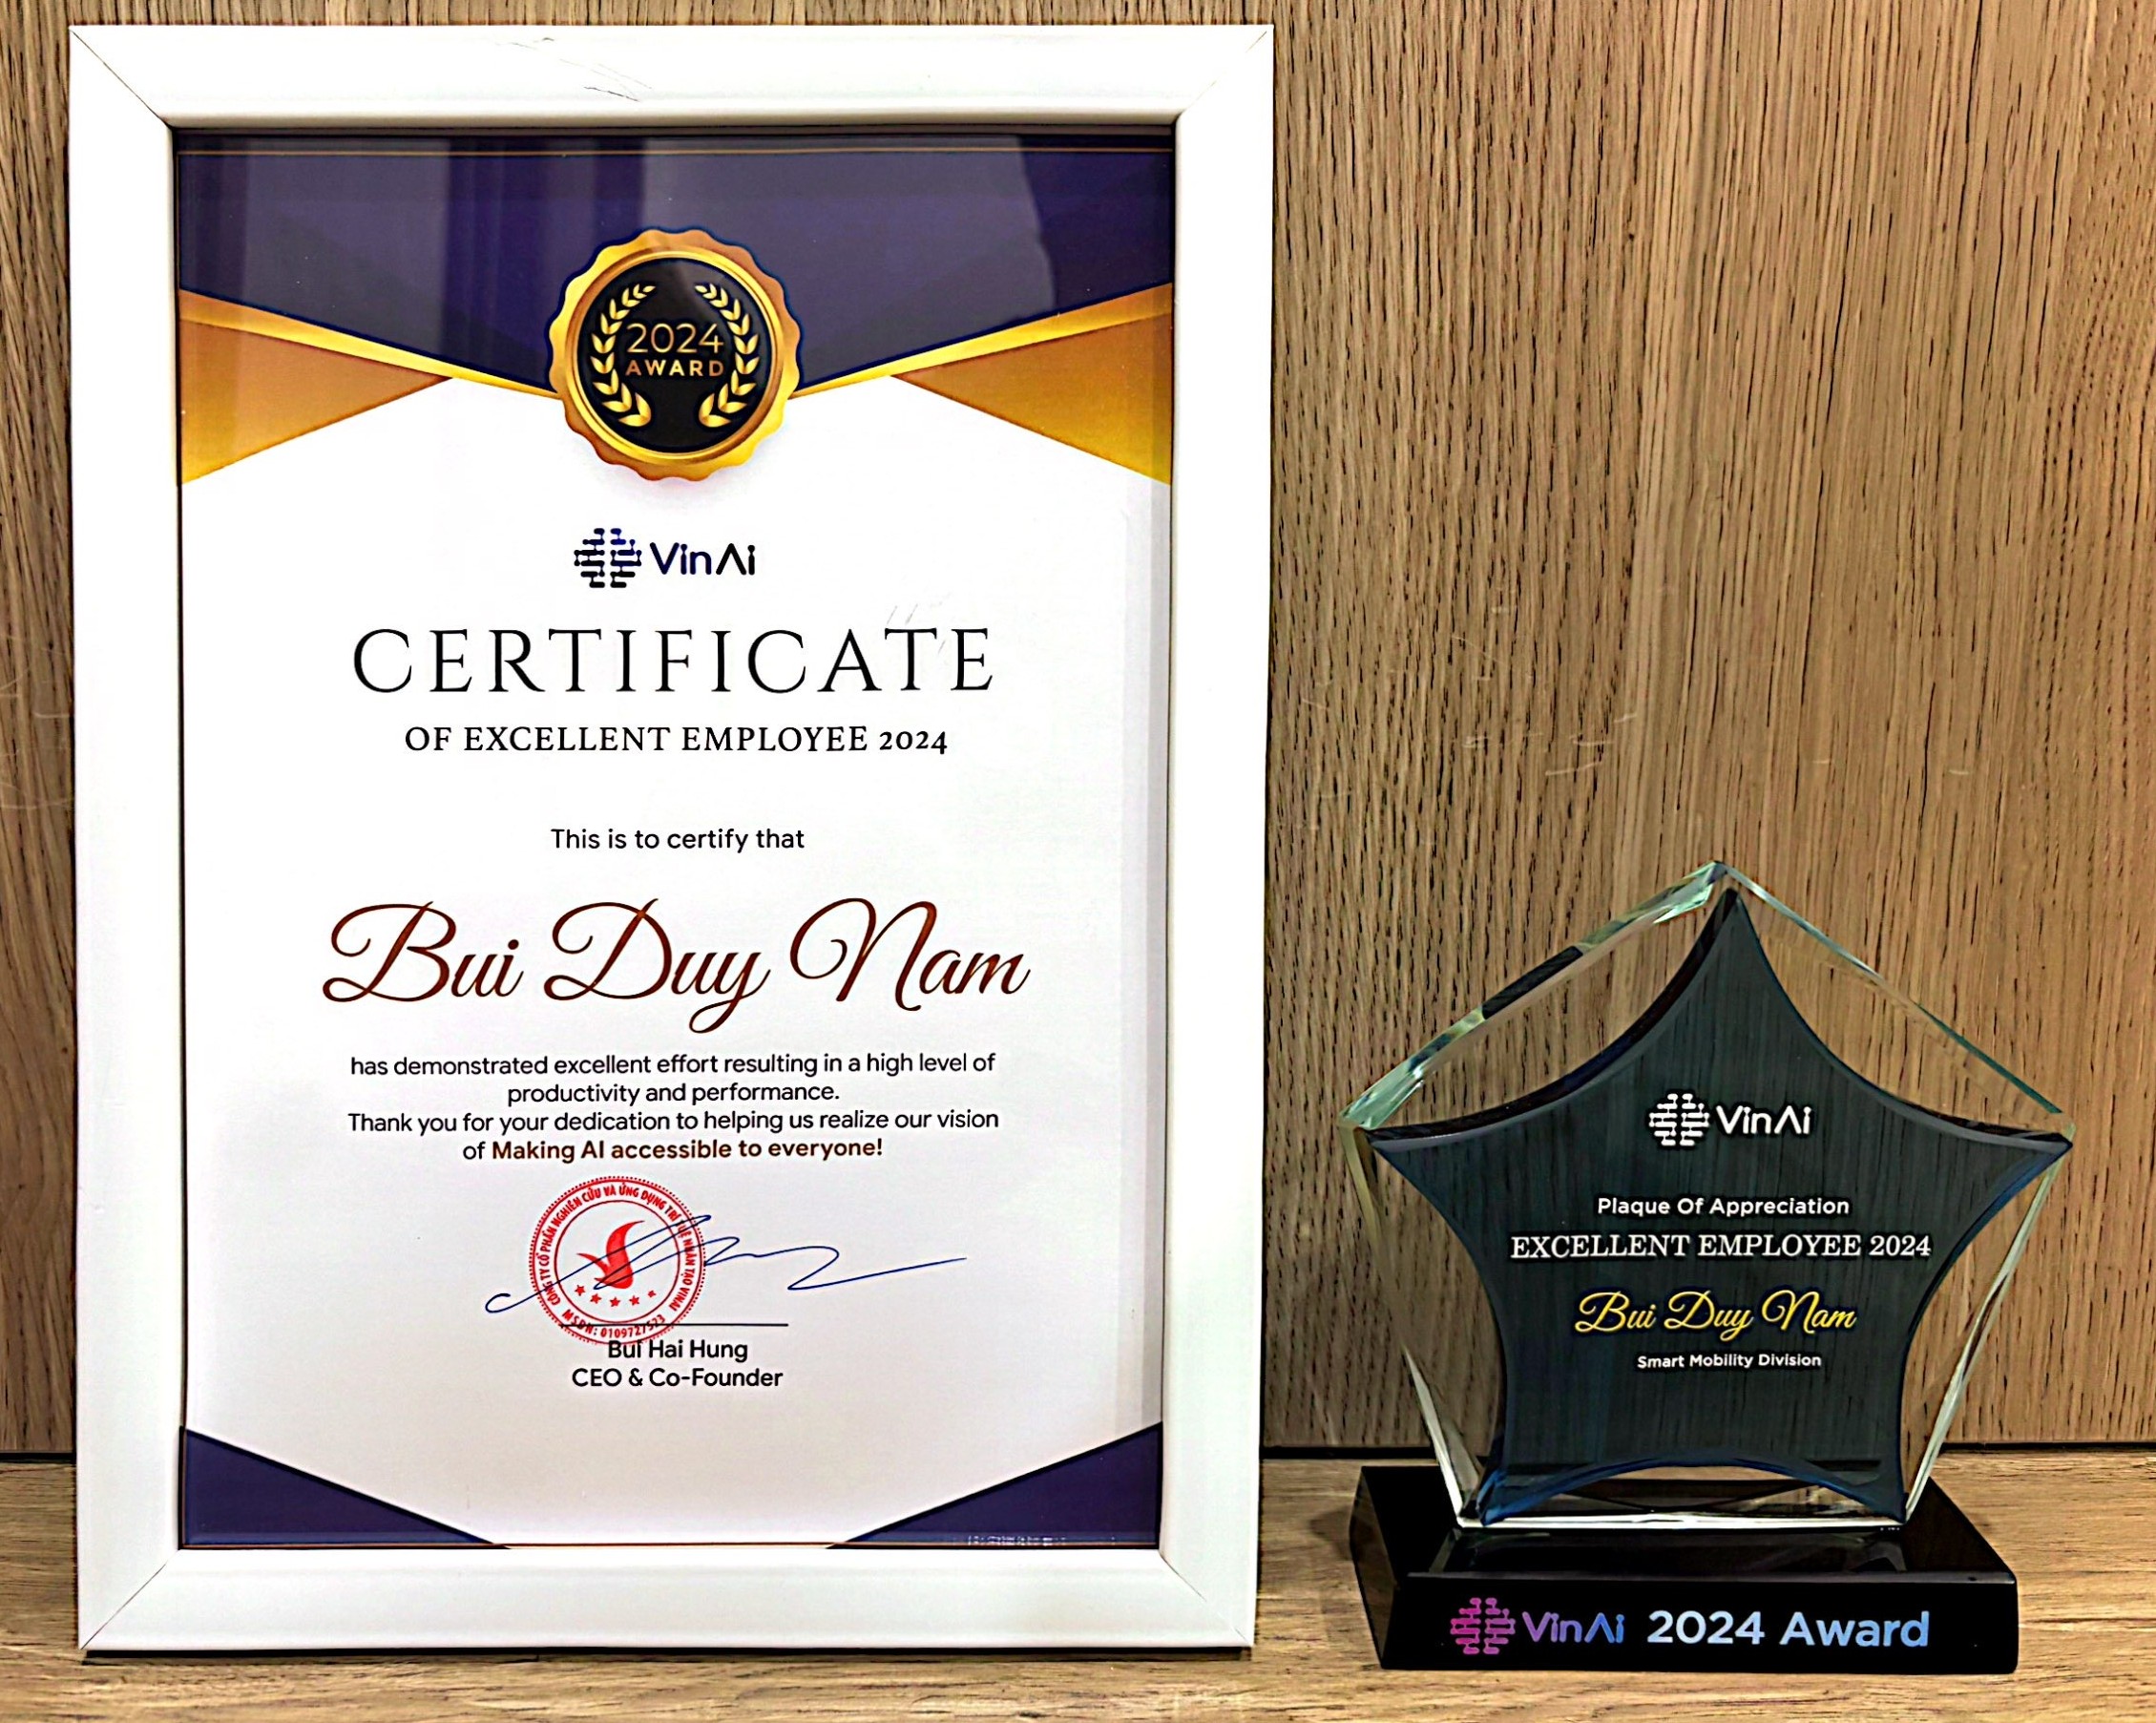 2024
AWARD
VinAi
CERTIFICATE
OF EXCELLENT EMPLOYEE 2024
This is to certify that
Bui Duy Nam
has demonstrated excellent effort resulting in a high level of
productivity and performance.
Thank you for your dedication to helping us realize our vision
of Making AI accessible to everyone!
CÔNG TY CỔ PHẦN NGHIÊN CỨU VÀ ỨNG DỤNG TRÍ TUỆ NHÂN TẠO VINAI
M.S.D.N: 0109727523
Bui Hai Hung
CEO & Co-Founder
VinAi
Plaque Of Appreciation
EXCELLENT EMPLOYEE 2024
Bui Duy Nam
Smart Mobility Division
VinAi 2024 Award